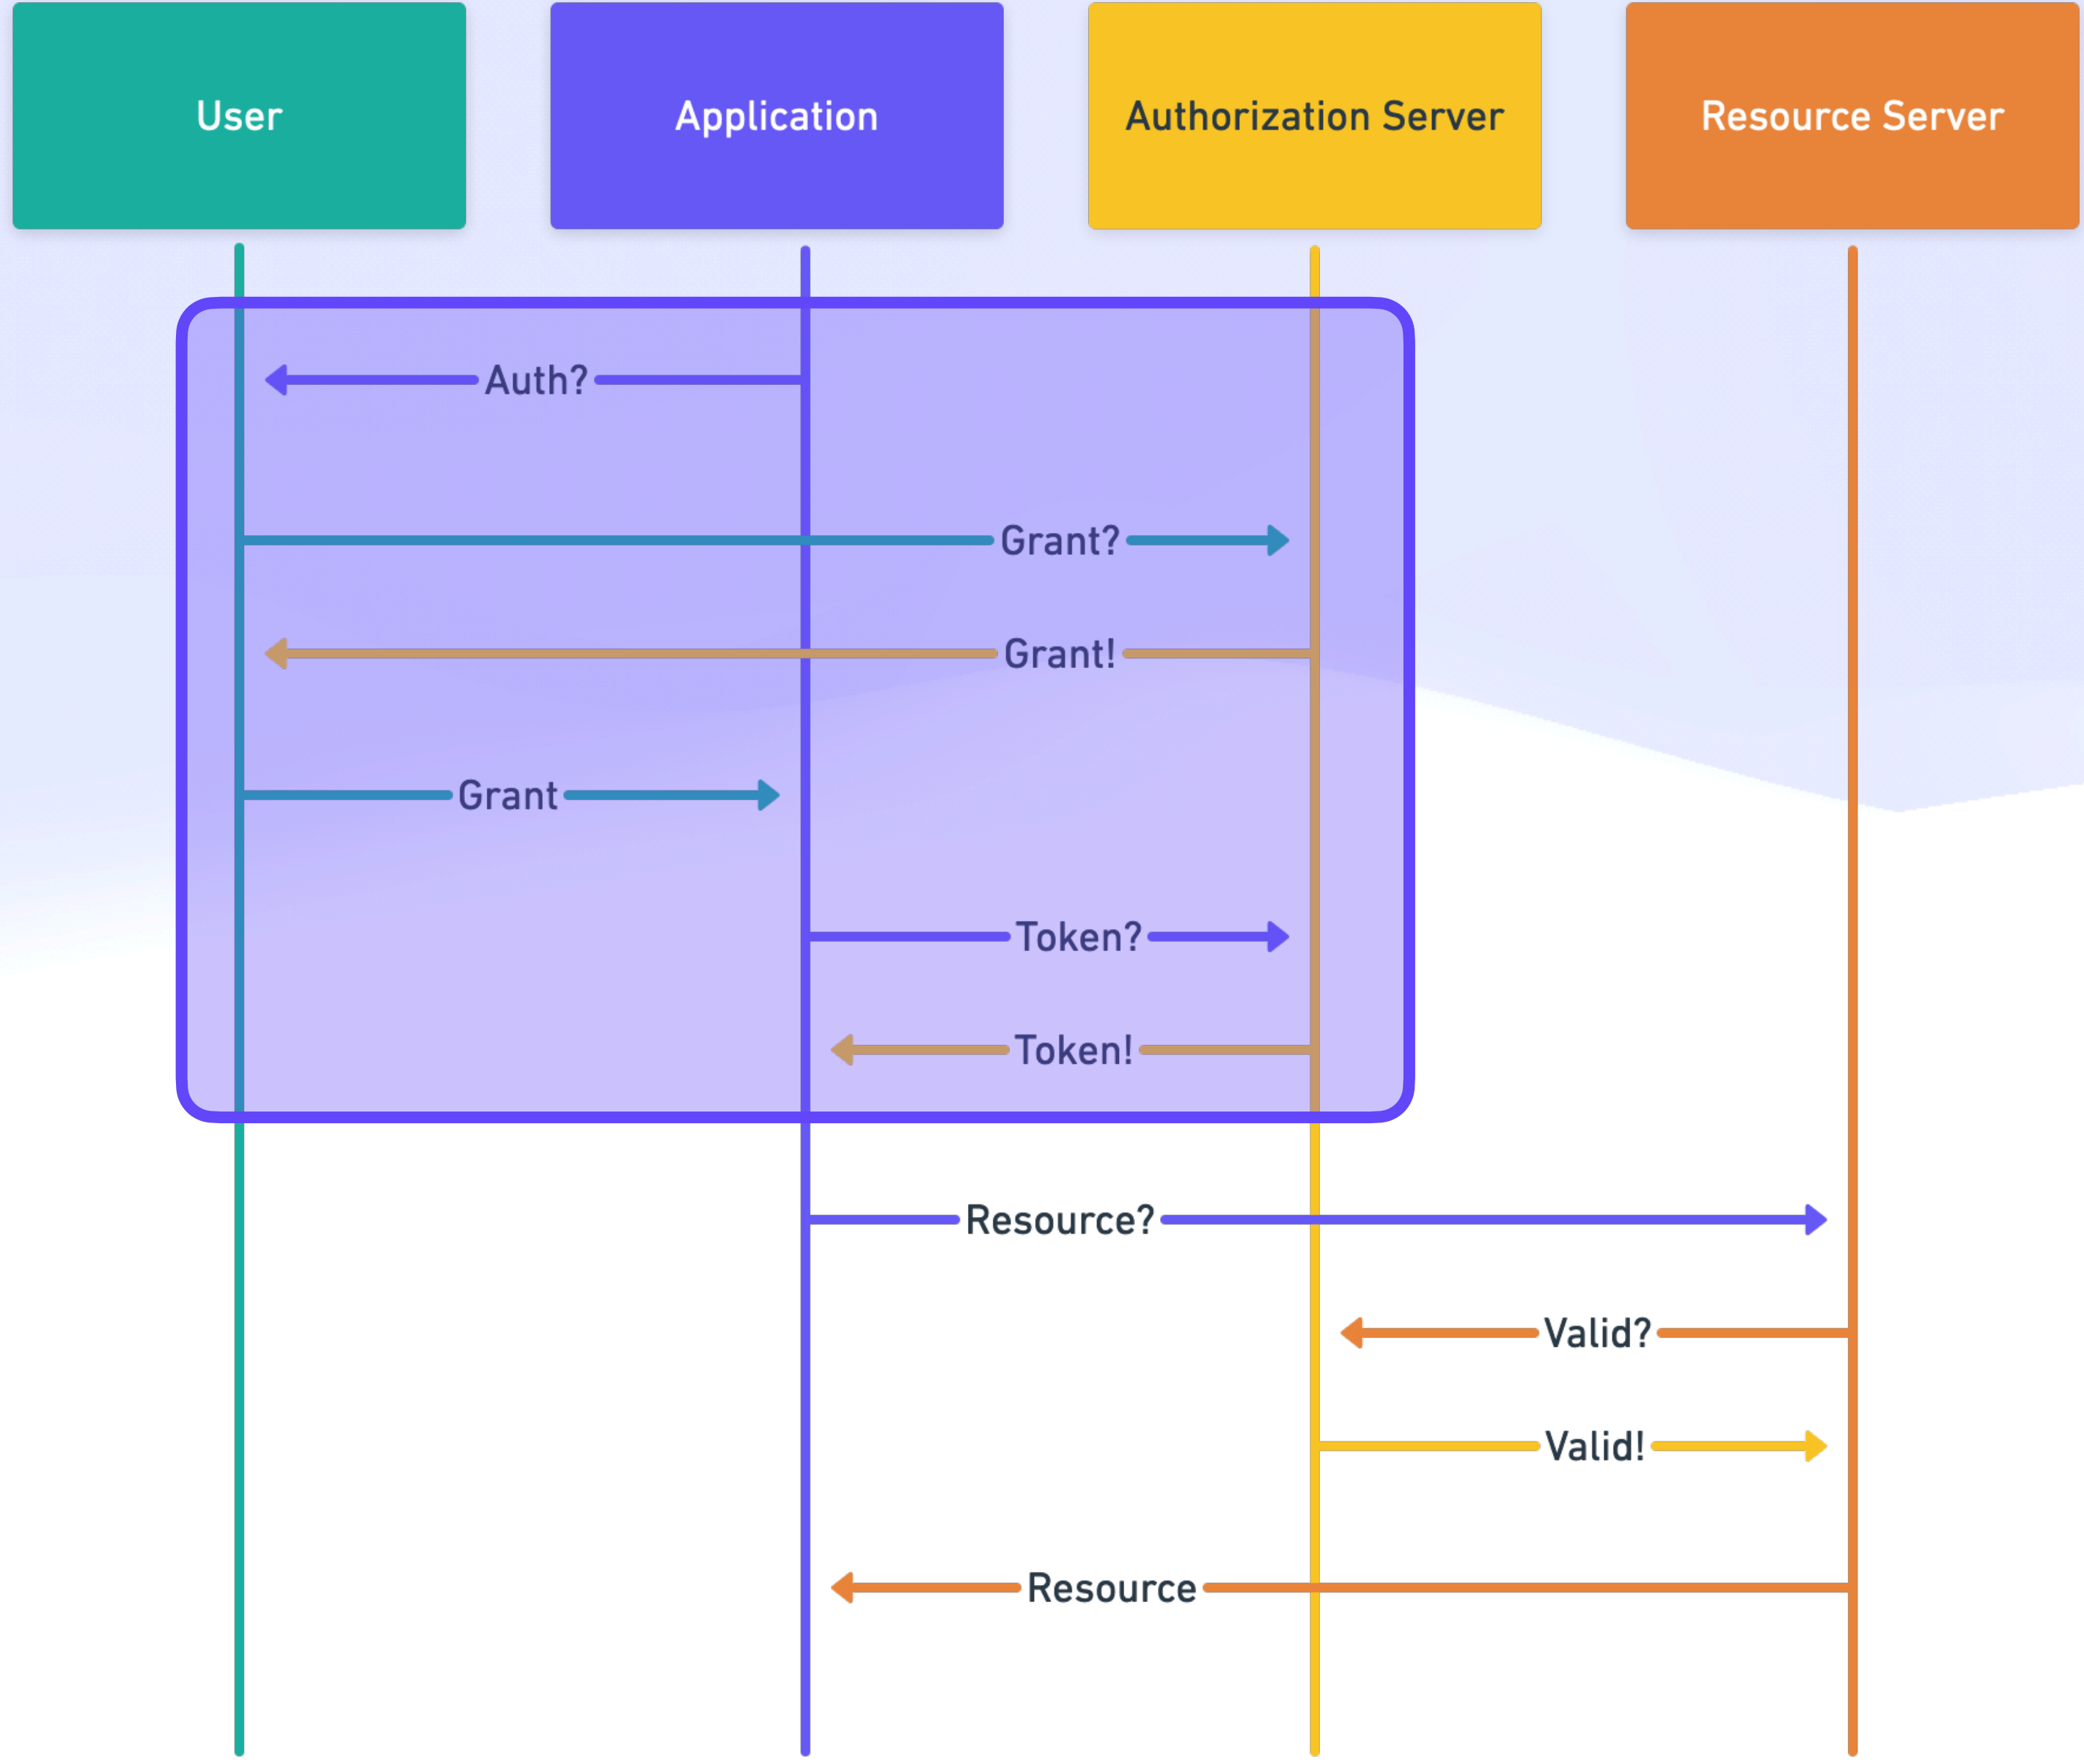 User
Application
Authorization Server
Resource Server
Auth?
Grant?
Grant!
Grant
Token?
Token!
Resource?
Valid?
Valid!
Resource